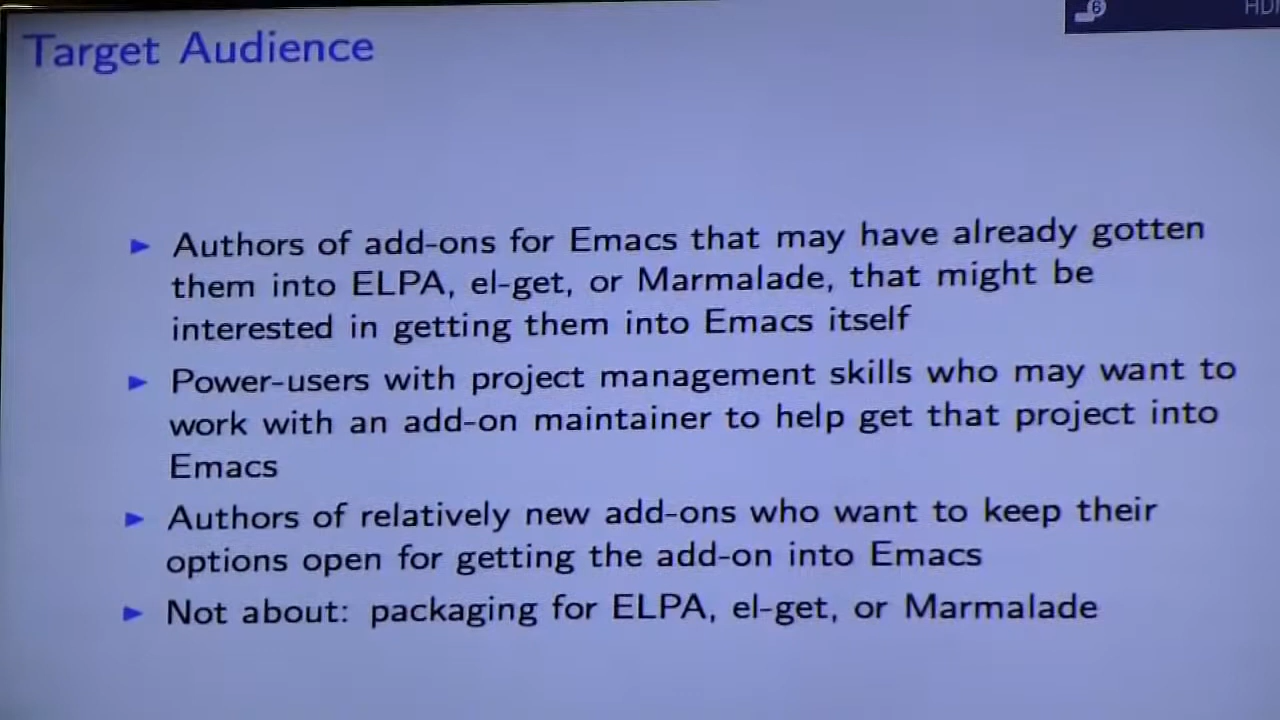 6
HDI
Target Audience
Authors of add-ons for Emacs that may have already gotten
them into ELPA, el-get, or Marmalade, that might be
interested in getting them into Emacs itself
Power-users with project management skills who may want to
work with an add-on maintainer to help get that project into
Emacs
Authors of relatively new add-ons who want to keep their
options open for getting the add-on into Emacs
Not about: packaging for ELPA, el-get, or Marmalade